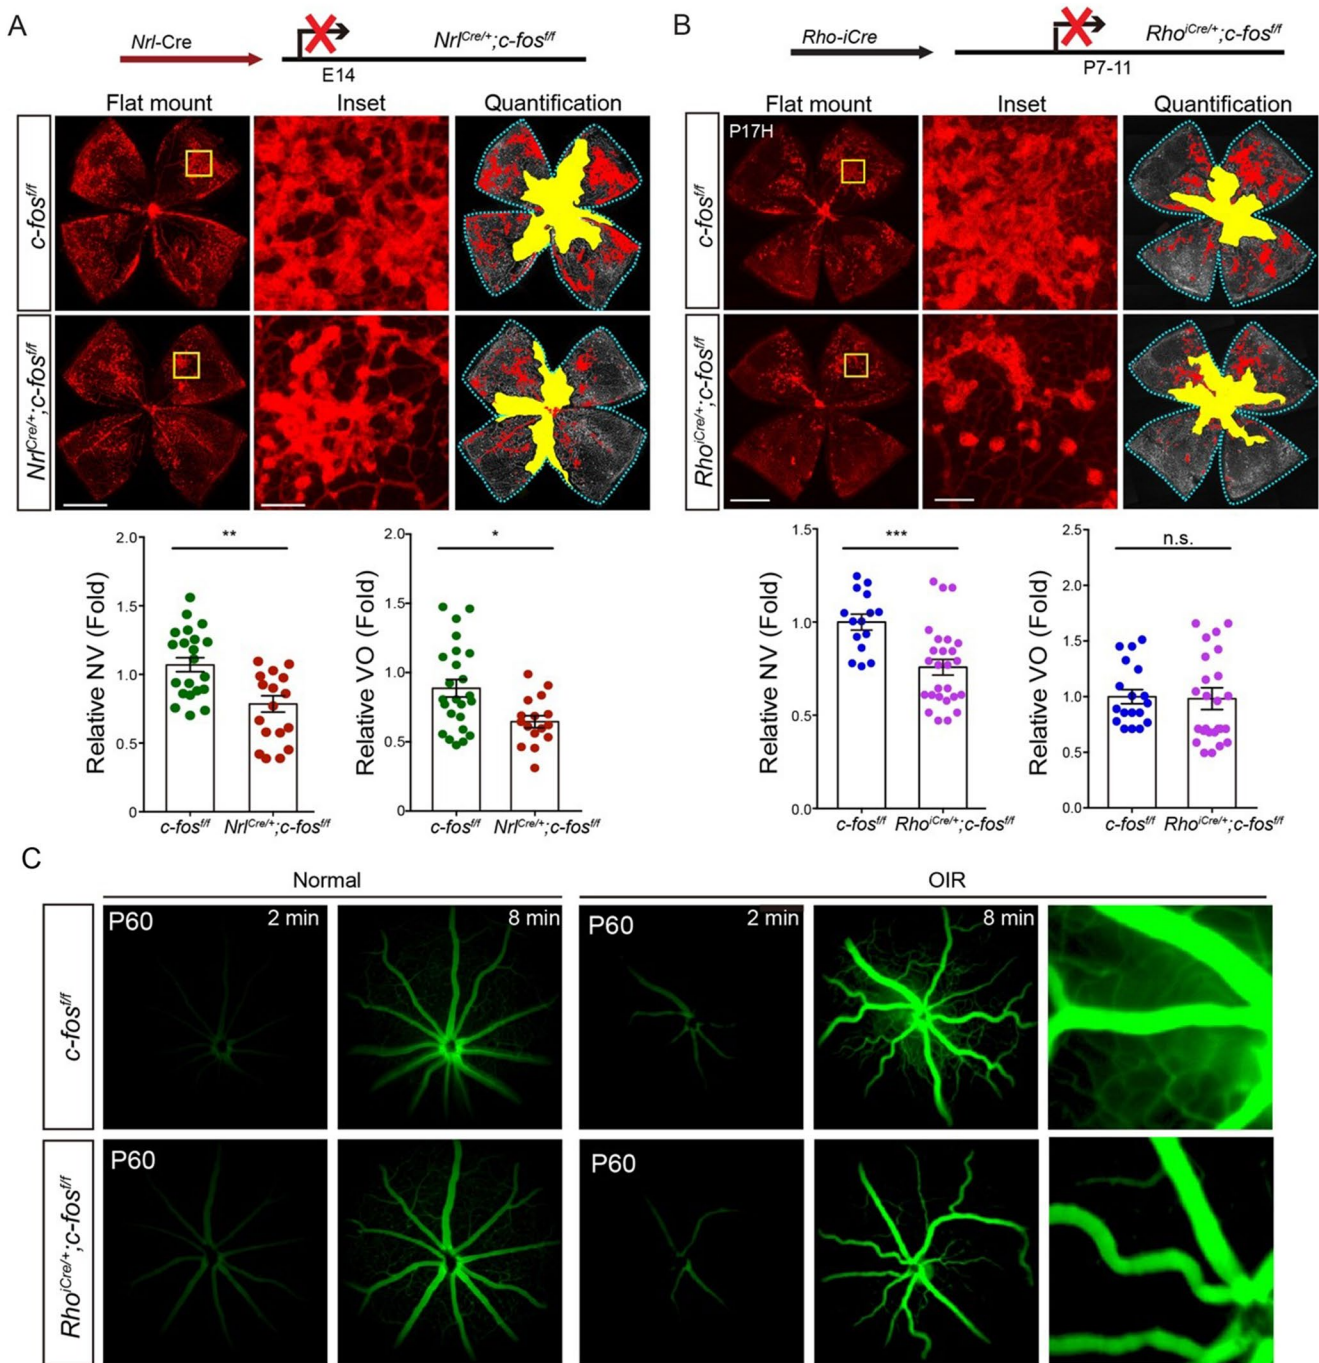 A
Nrl-Cre
Nrl^Cre/+;c-fos^f/f
E14
Flat mount Inset Quantification
c-fos^f/f
Nrl^Cre/+;c-fos^f/f
**
2.0
1.5
1.0
0.5
0
Relative NV (Fold)
c-fos^f/f Nrl^Cre/+;c-fos^f/f
*
2.0
1.5
1.0
0.5
0
Relative VO (Fold)
c-fos^f/f Nrl^Cre/+;c-fos^f/f
B
Rho-iCre
Rho^iCre/+;c-fos^f/f
P7-11
Flat mount Inset Quantification
P17H
c-fos^f/f
Rho^iCre/+;c-fos^f/f
***
1.5
1.0
0.5
0.0
Relative NV (Fold)
c-fos^f/f Rho^iCre/+;c-fos^f/f
n.s.
2.5
2.0
1.5
1.0
0.5
0.0
Relative VO (Fold)
c-fos^f/f Rho^iCre/+;c-fos^f/f
C
Normal OIR
c-fos^f/f
P60 2 min 8 min P60 2 min 8 min
Rho^iCre/+;c-fos^f/f
P60 P60